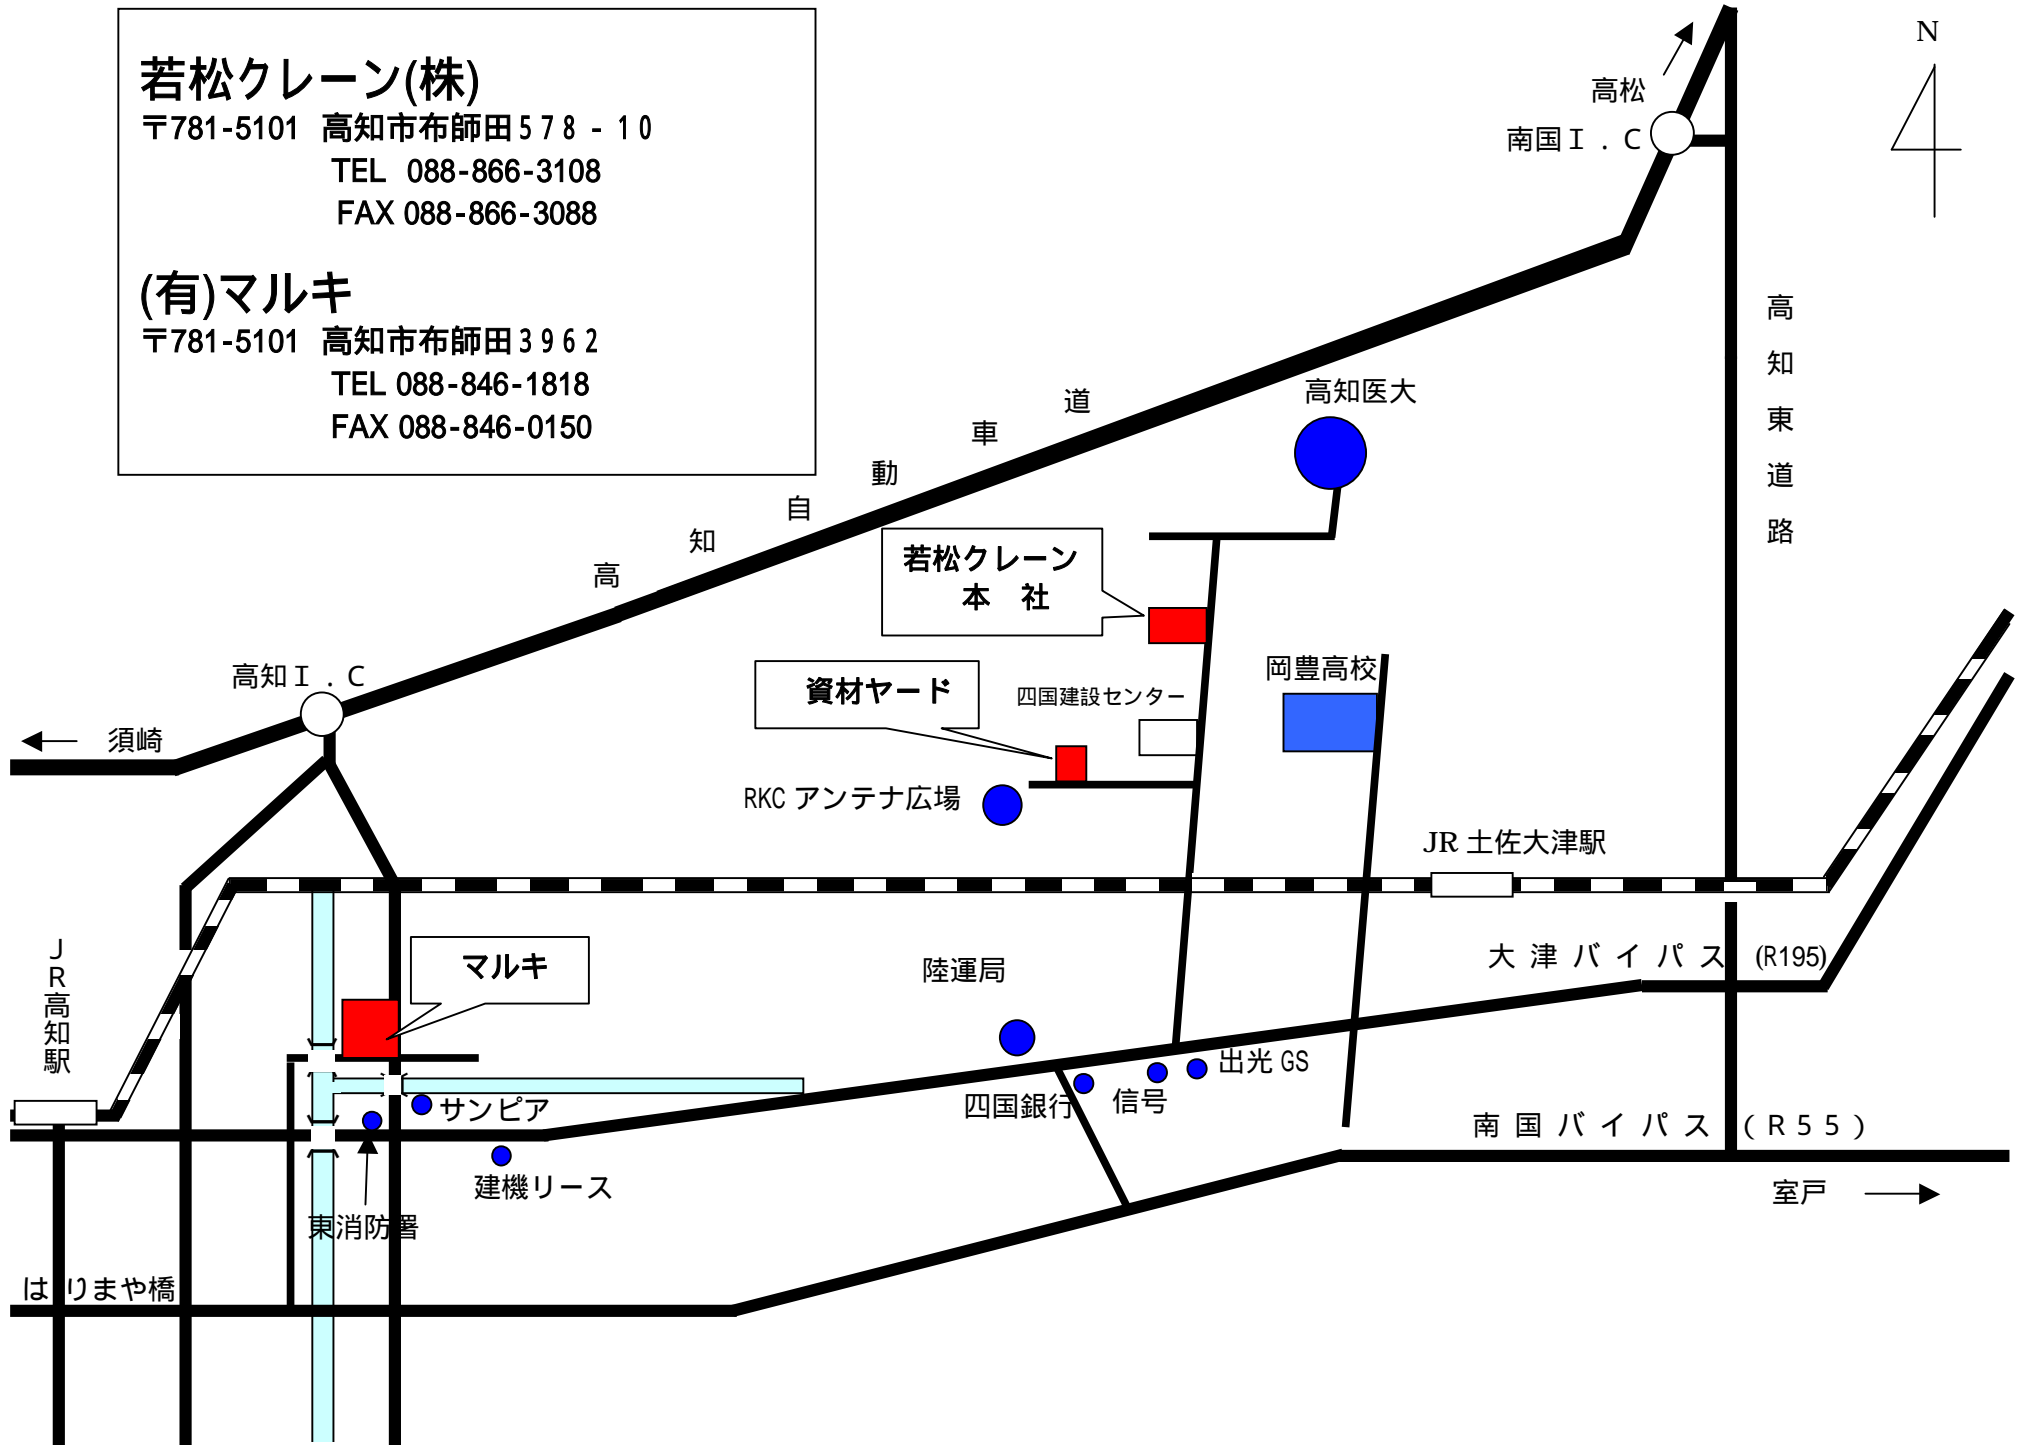 若松クレーン(株)
〒781-5101 高知市布師田578-10
TEL 088-866-3108
FAX 088-866-3088
(有)マルキ
〒781-5101 高知市布師田3962
TEL 088-846-1818
FAX 088-846-0150
N
高松
南国I.C
高知東道路
高知自動車道
高知医大
若松クレーン
本 社
岡豊高校
資材ヤード
四国建設センター
高知I.C
須崎
RKC アンテナ広場
JR 土佐大津駅
JR高知駅
マルキ
陸運局
大津バイパス (R195)
出光 GS
信号
四国銀行
サンピア
建機リース
東消防署
南国バイパス (R55)
室戸
はりまや橋